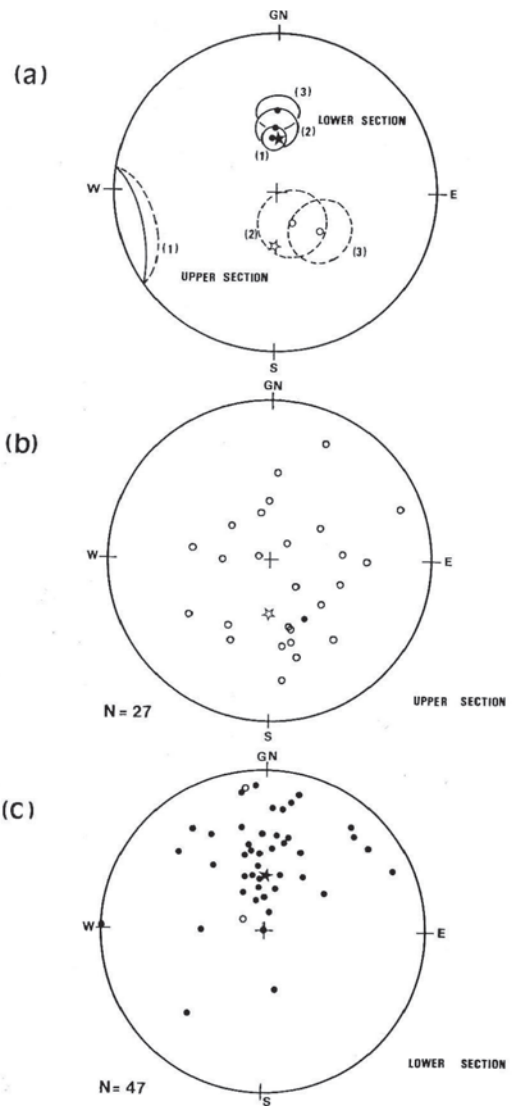 GN
(a)
(3)
LOWER SECTION
(2)
(1)
W
E
(1)
(2)
(3)
UPPER SECTION
S
GN
(b)
W
E
N = 27
UPPER SECTION
S
GN
(c)
W
E
LOWER SECTION
N = 47
S